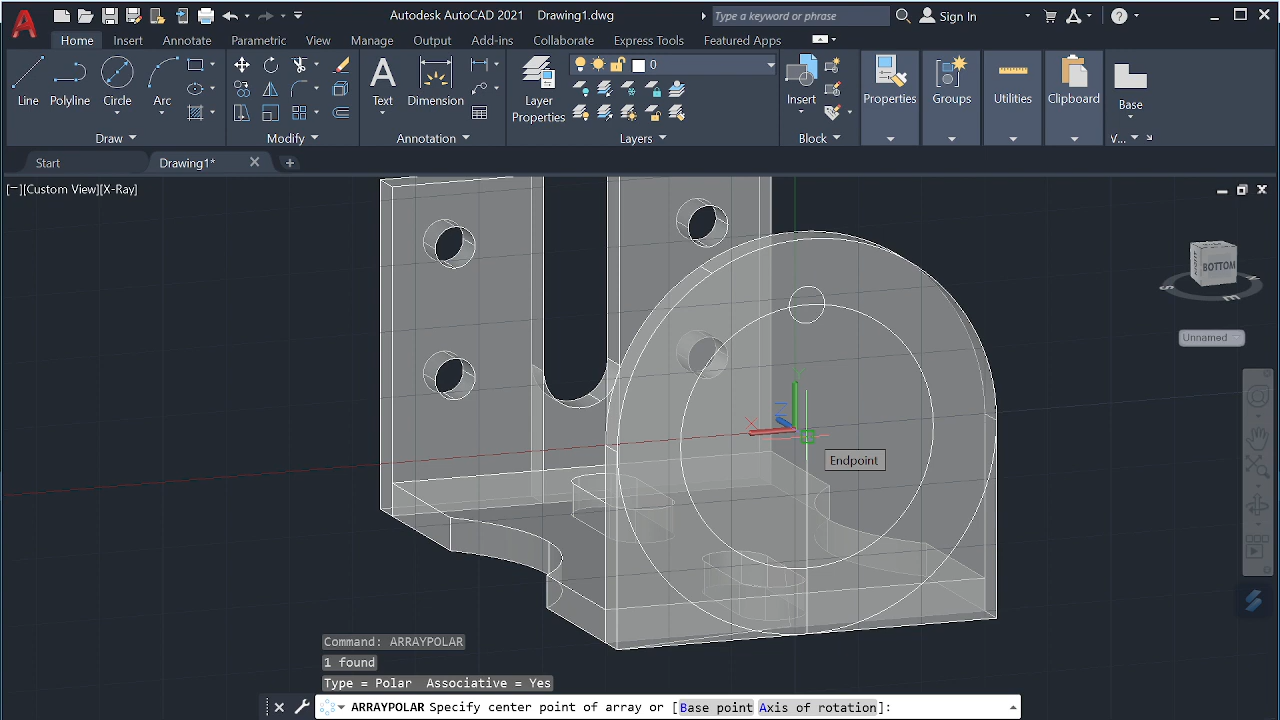 Autodesk AutoCAD 2021 Drawing1.dwg
Type a keyword or phrase
Sign In
Home Insert Annotate Parametric View Manage Output Add-ins Collaborate Express Tools Featured Apps
Line
Polyline
Circle
Arc
Draw
Modify
Text
Dimension
Annotation
Layer
Properties
0
Layers
Insert
Block
Properties
Groups
Utilities
Clipboard
Base
V...
Start
Drawing1*
[−][Custom View][X-Ray]
BOTTOM
S
E
Unnamed
Endpoint
Command: ARRAYPOLAR
1 found
Type = Polar Associative = Yes
ARRAYPOLAR Specify center point of array or [Base point Axis of rotation]: